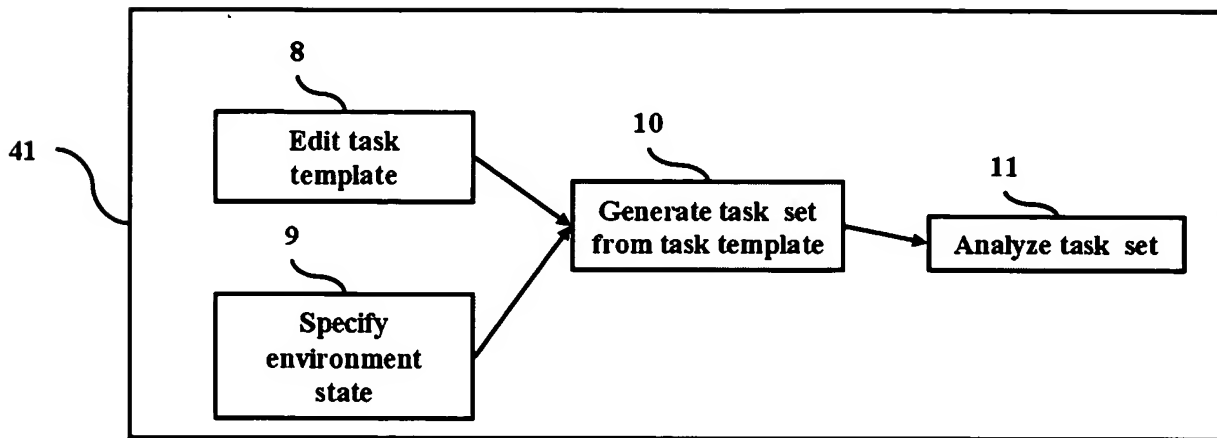 8
Edit task
template
41
9
Specify
environment
state
10
Generate task set
from task template
11
Analyze task set